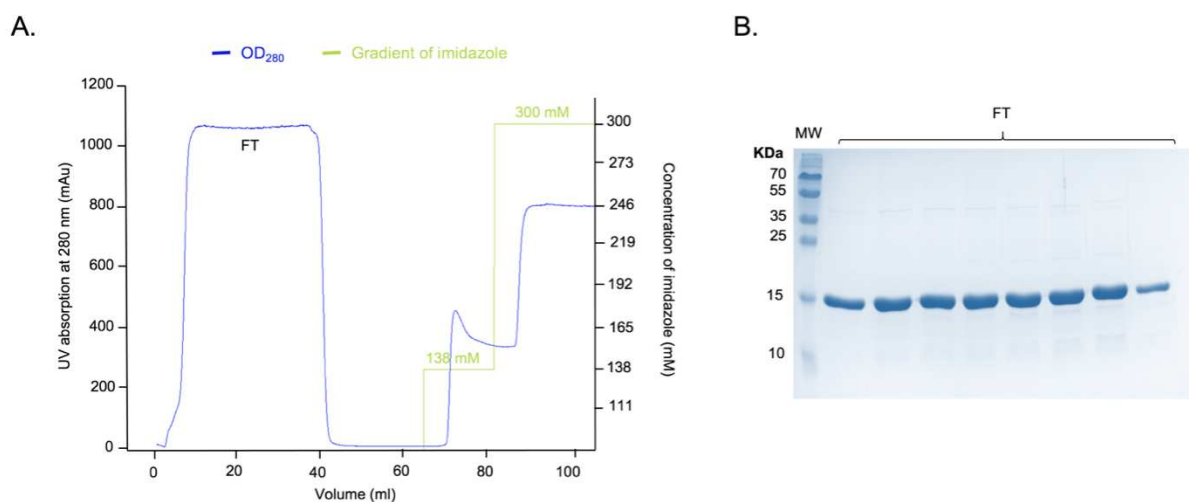 A.
OD280
Gradient of imidazole
UV absorption at 280 nm (mAu)
1200
1000
800
600
400
200
0
FT
138 mM
300 mM
300
273
246
219
192
165
138
111
Concentration of imidazole (mM)
0
20
40
60
80
100
Volume (ml)
B.
FT
MW
KDa
70
55
35
25
15
10